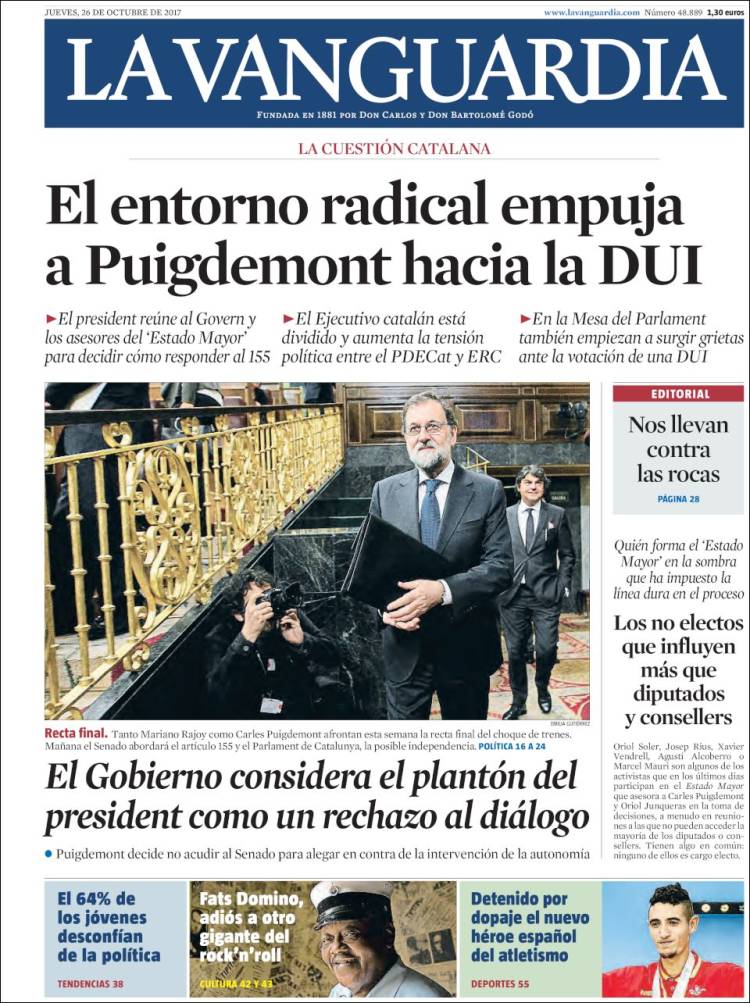 JUEVES, 26 DE OCTUBRE DE 2017
www.lavanguardia.com Número 48.889 1,30 euros
LA VANGUARDIA
FUNDADA EN 1881 POR DON CARLOS Y DON BARTOLOMÉ GODÓ
LA CUESTIÓN CATALANA
El entorno radical empuja
a Puigdemont hacia la DUI
El president reúne al Govern y
los asesores del ‘Estado Mayor’
para decidir cómo responder al 155
El Ejecutivo catalán está
dividido y aumenta la tensión
política entre el PDECat y ERC
En la Mesa del Parlament
también empiezan a surgir grietas
ante la votación de una DUI
EMILIA GUTIÉRREZ
Recta final. Tanto Mariano Rajoy como Carles Puigdemont afrontan esta semana la recta final del choque de trenes.
Mañana el Senado abordará el artículo 155 y el Parlament de Catalunya, la posible independencia. POLÍTICA 16 A 24
El Gobierno considera el plantón del
president como un rechazo al diálogo
• Puigdemont decide no acudir al Senado para alegar en contra de la intervención de la autonomía
EDITORIAL
Nos llevan
contra
las rocas
PÁGINA 28
Quién forma el ‘Estado
Mayor’ en la sombra
que ha impuesto la
línea dura en el proceso
Los no electos
que influyen
más que
diputados
y consellers
Oriol Soler, Josep Rius, Xavier
Vendrell, Agustí Alcoberro o
Marcel Mauri son algunos de los
activistas que en los últimos días
participan en el Estado Mayor
que asesora a Carles Puigdemont
y Oriol Junqueras en la toma de
decisiones, a menudo en reunio-
nes a las que no pueden acceder la
mayoría de los diputados o con-
sellers. Tienen algo en común:
ninguno de ellos es cargo electo.
El 64% de
los jóvenes
desconfían
de la política
TENDENCIAS 38
Fats Domino,
adiós a otro
gigante del
rock’n’roll
CULTURA 42 Y 43
Detenido por
dopaje el nuevo
héroe español
del atletismo
DEPORTES 55